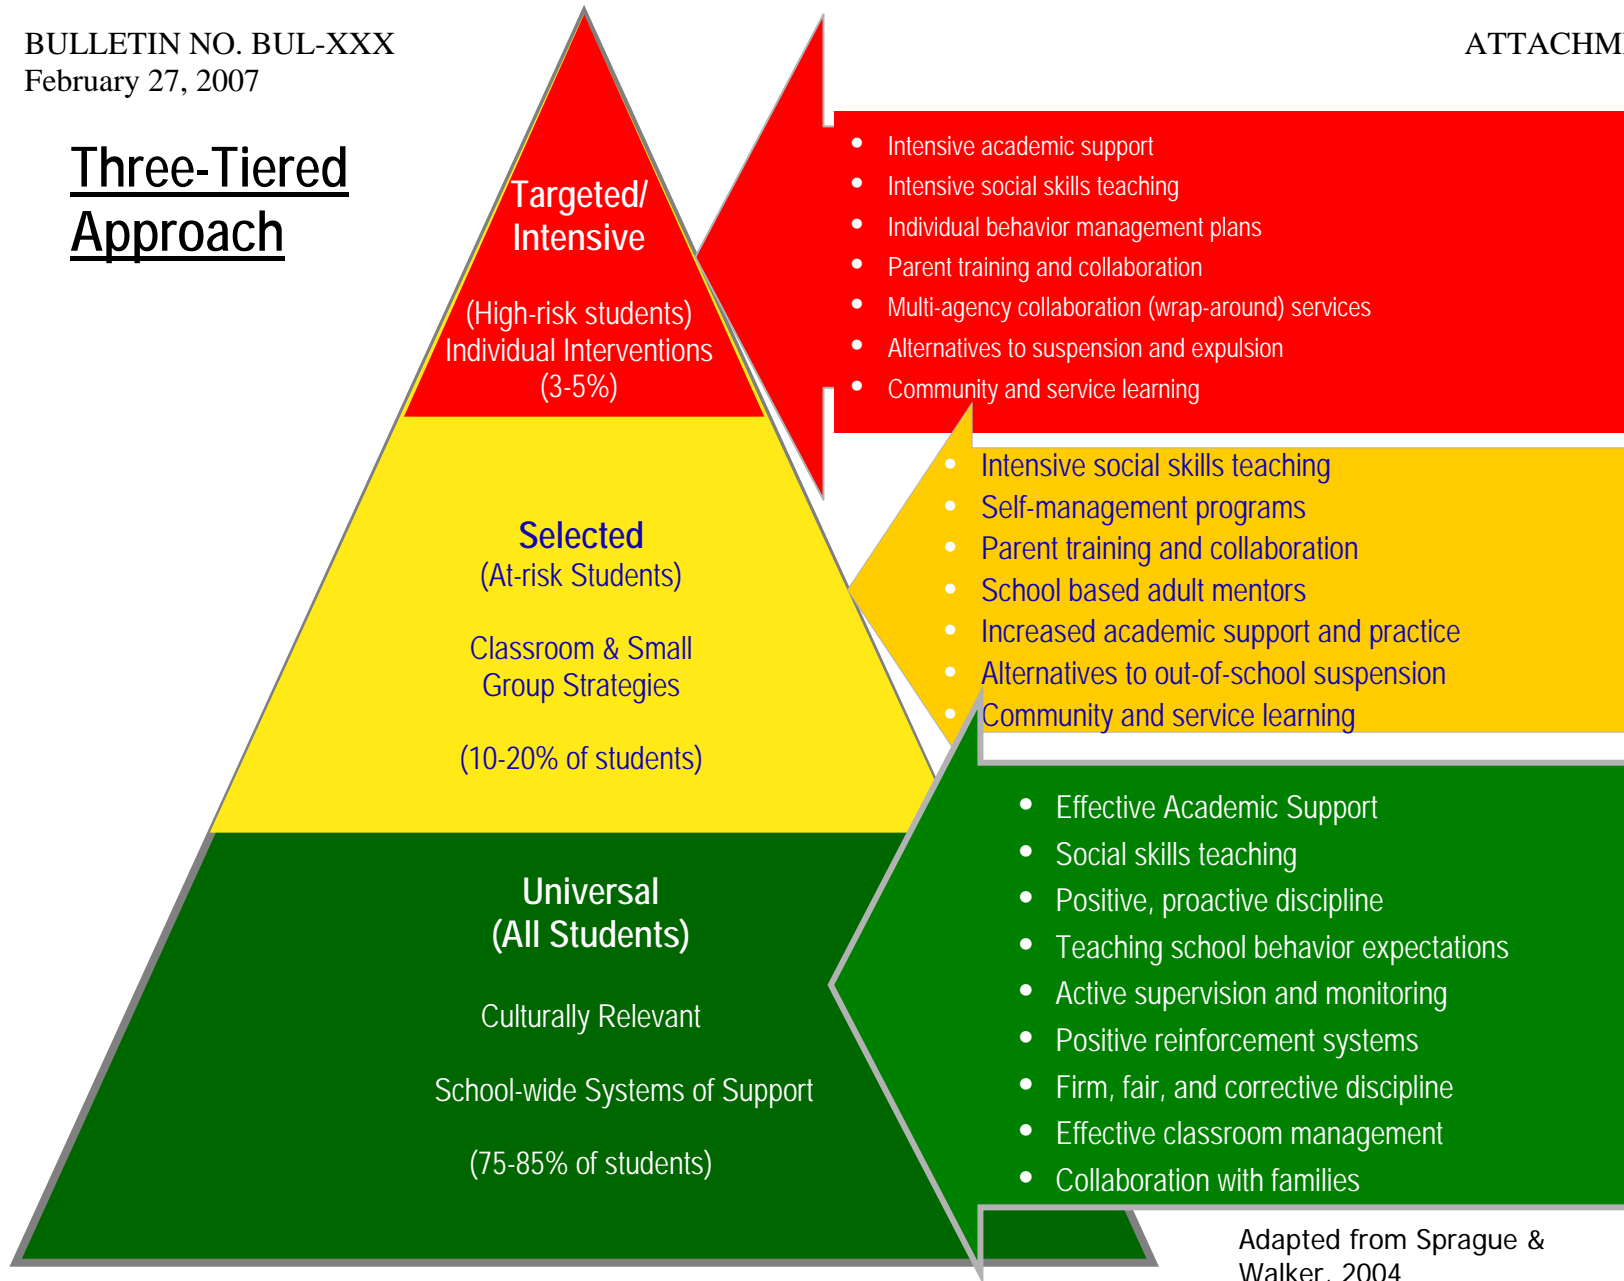 BULLETIN NO. BUL-XXX
February 27, 2007
Three-Tiered
Approach
Targeted/
Intensive
(High-risk students)
Individual Interventions
(3-5%)
• Intensive academic support
• Intensive social skills teaching
• Individual behavior management plans
• Parent training and collaboration
• Multi-agency collaboration (wrap-around) services
• Alternatives to suspension and expulsion
• Community and service learning
Selected
(At-risk Students)
Classroom & Small
Group Strategies
(10-20% of students)
• Intensive social skills teaching
• Self-management programs
• Parent training and collaboration
• School based adult mentors
• Increased academic support and practice
• Alternatives to out-of-school suspension
• Community and service learning
Universal
(All Students)
Culturally Relevant
School-wide Systems of Support
(75-85% of students)
• Effective Academic Support
• Social skills teaching
• Positive, proactive discipline
• Teaching school behavior expectations
• Active supervision and monitoring
• Positive reinforcement systems
• Firm, fair, and corrective discipline
• Effective classroom management
• Collaboration with families
Adapted from Sprague &
Walker, 2004